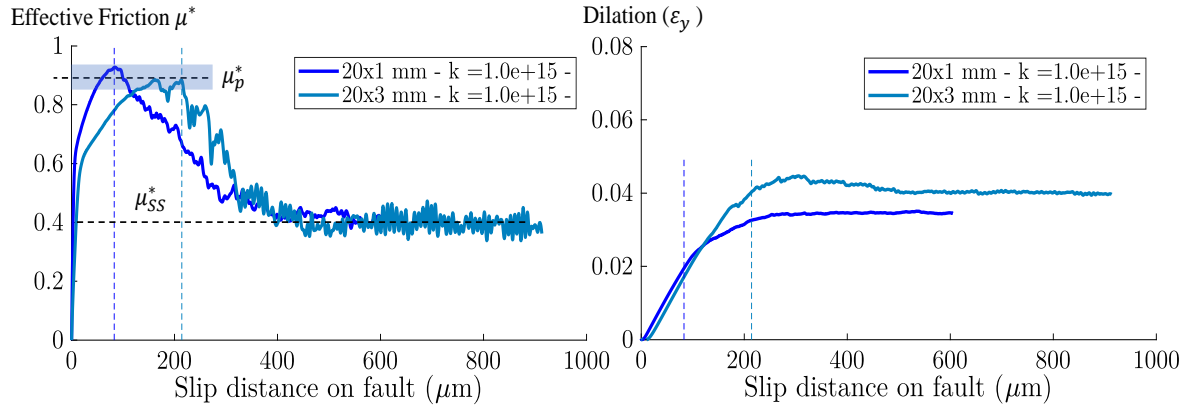 Effective Friction μ*
1
0.8
0.6
0.4
0.2
0
0 200 400 600 800 1000
Slip distance on fault (μm)
μ*p
μ*SS
20x1 mm - k =1.0e+15 -
20x3 mm - k =1.0e+15 -
Dilation (εy)
0.08
0.06
0.04
0.02
0
0 200 400 600 800 1000
Slip distance on fault (μm)
20x1 mm - k =1.0e+15 -
20x3 mm - k =1.0e+15 -